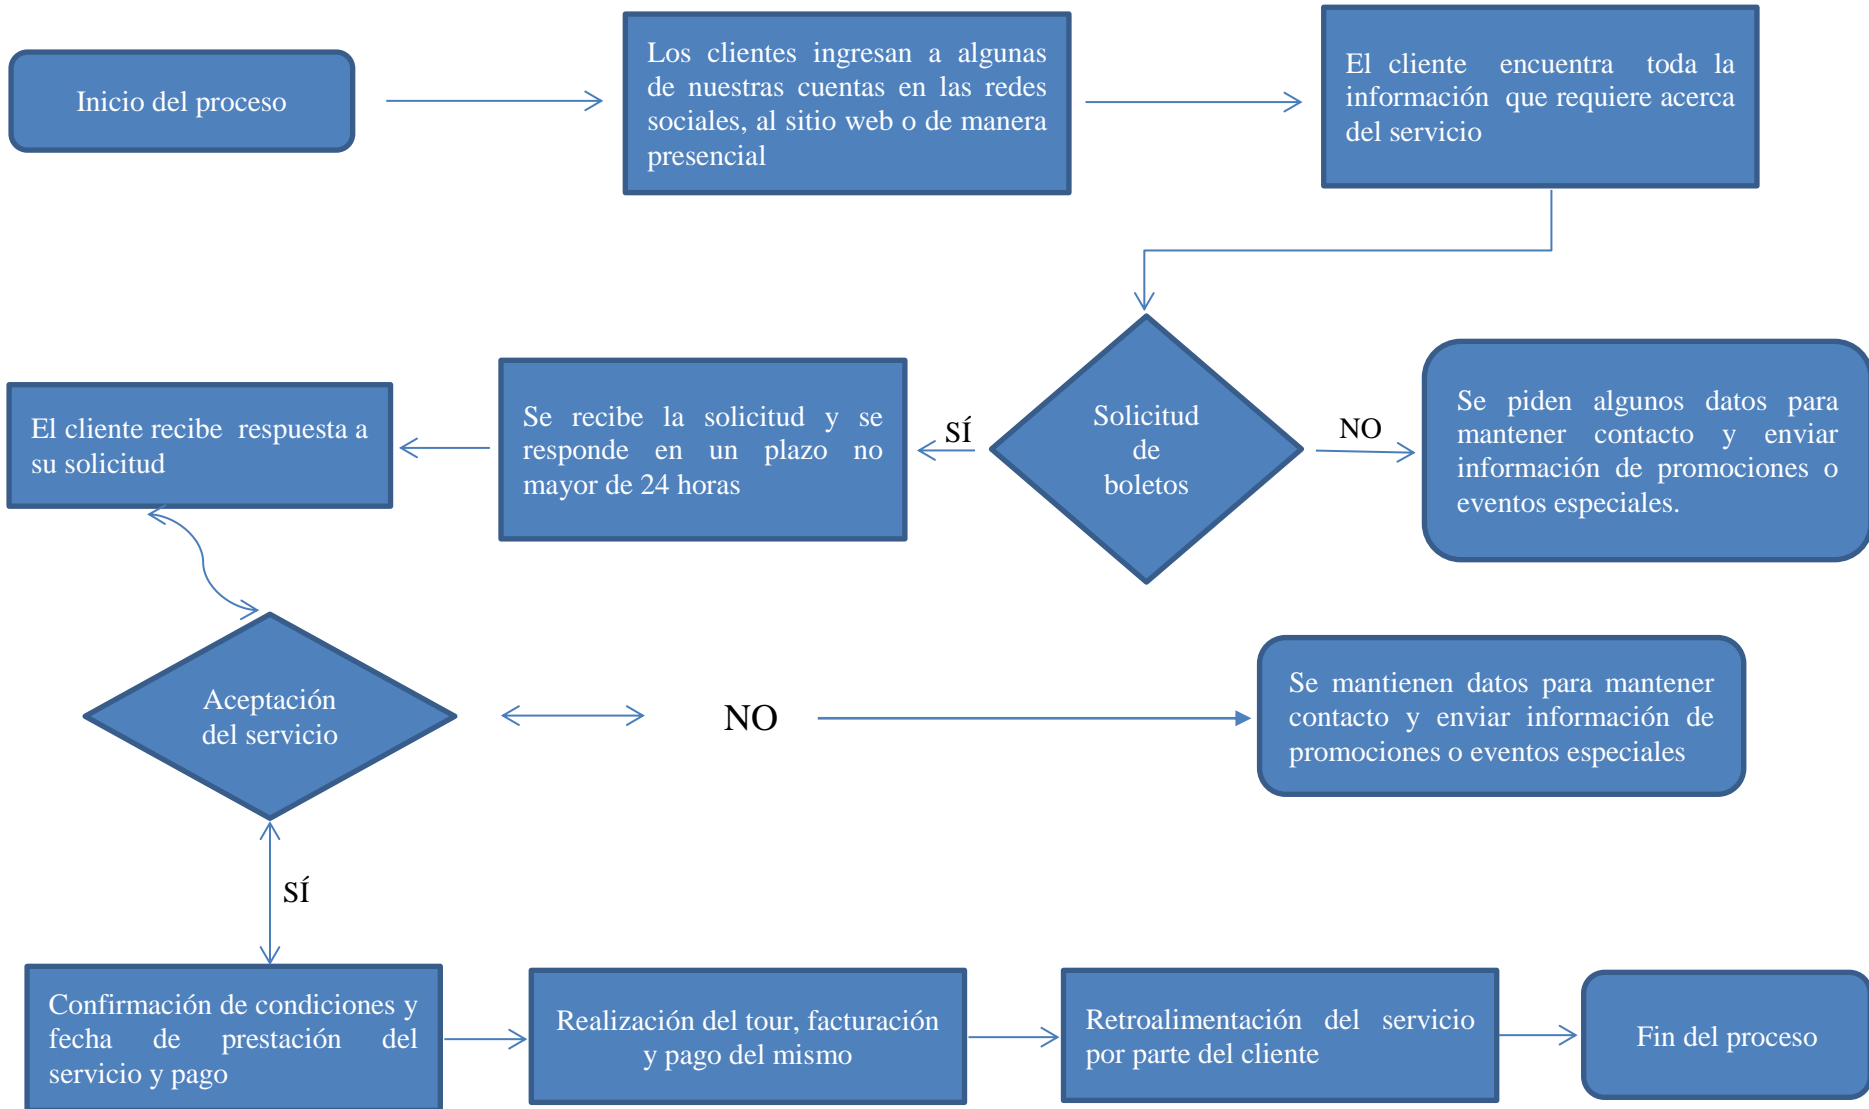 Inicio del proceso
Los clientes ingresan a algunas
de nuestras cuentas en las redes
sociales, al sitio web o de manera
presencial
El cliente encuentra toda la
información que requiere acerca
del servicio
Solicitud
de
boletos
NO
Se piden algunos datos para
mantener contacto y enviar
información de promociones o
eventos especiales.
SÍ
Se recibe la solicitud y se
responde en un plazo no
mayor de 24 horas
El cliente recibe respuesta a
su solicitud
Aceptación
del servicio
NO
Se mantienen datos para mantener
contacto y enviar información de
promociones o eventos especiales
SÍ
Confirmación de condiciones y
fecha de prestación del
servicio y pago
Realización del tour, facturación
y pago del mismo
Retroalimentación del servicio
por parte del cliente
Fin del proceso